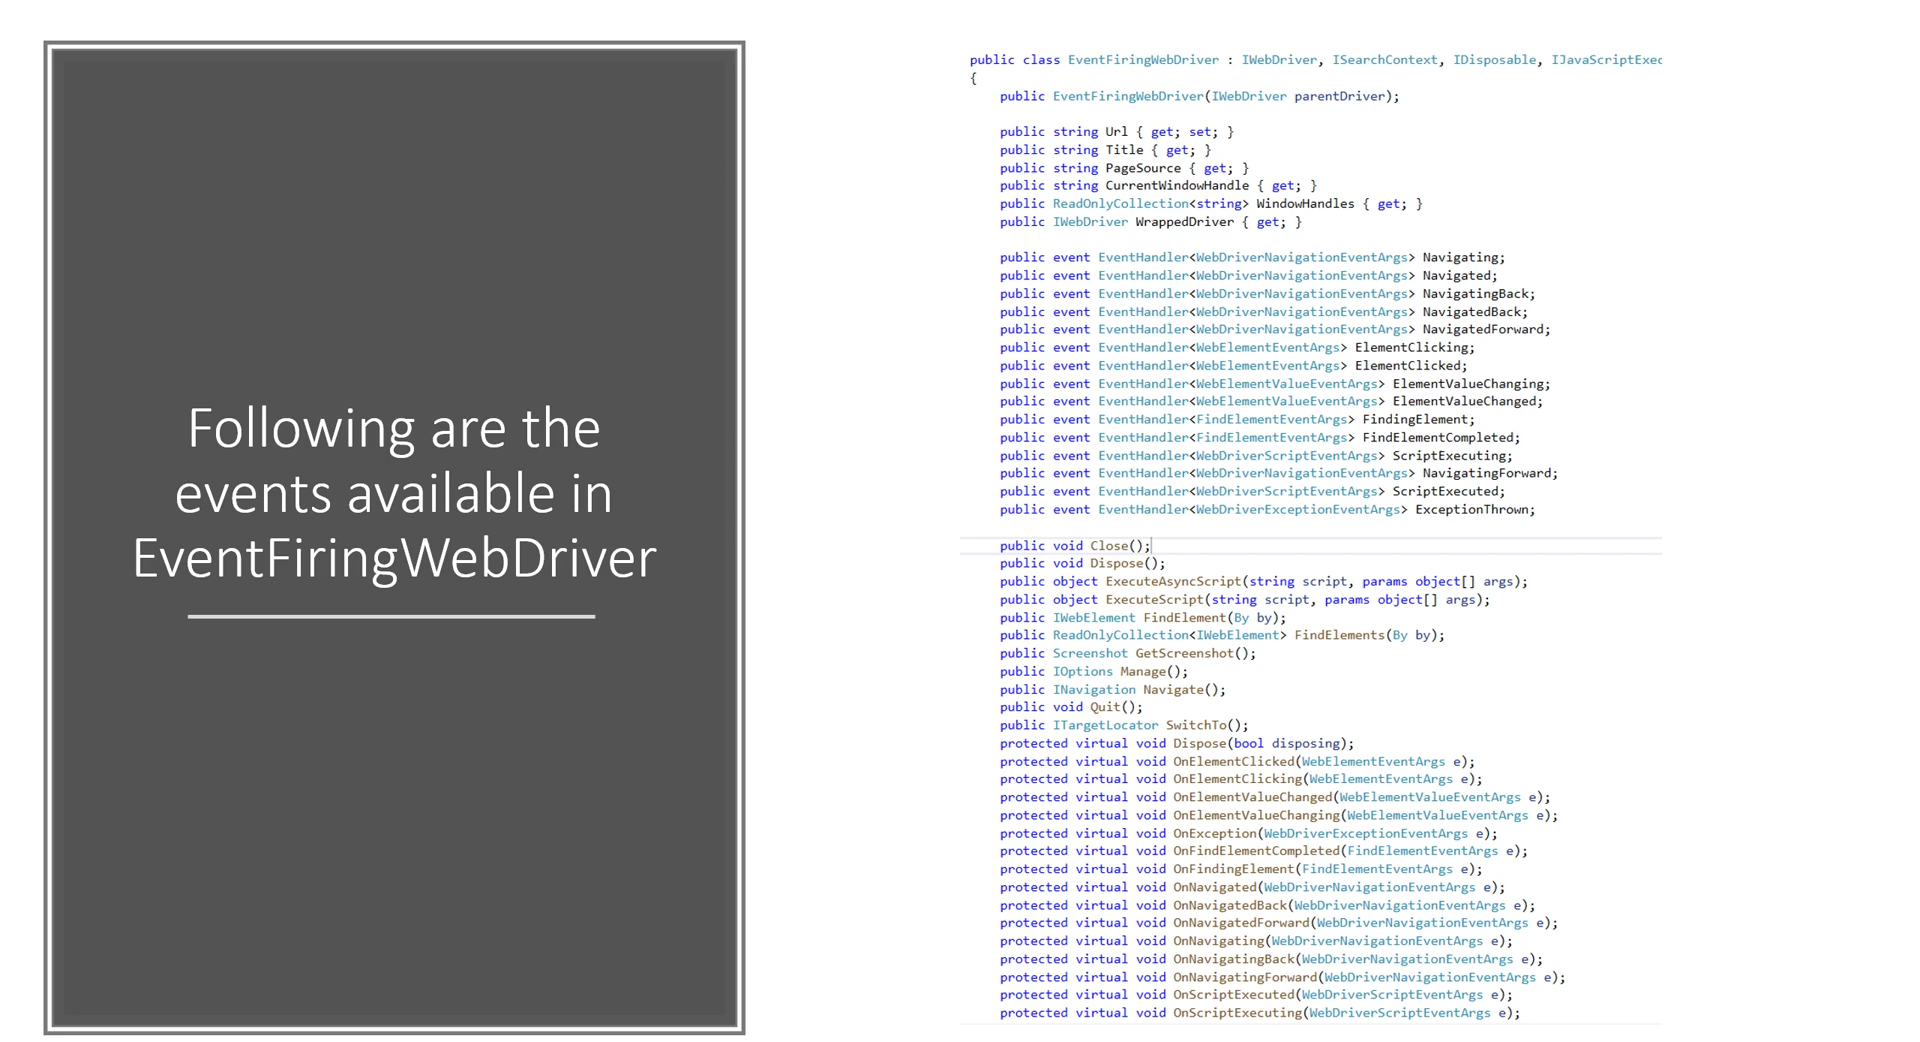 Following are the
events available in
EventFiringWebDriver
public class EventFiringWebDriver : IWebDriver, ISearchContext, IDisposable, IJavaScriptExec
{
public EventFiringWebDriver(IWebDriver parentDriver);
public string Url { get; set; }
public string Title { get; }
public string PageSource { get; }
public string CurrentWindowHandle { get; }
public ReadOnlyCollection<string> WindowHandles { get; }
public IWebDriver WrappedDriver { get; }
public event EventHandler<WebDriverNavigationEventArgs> Navigating;
public event EventHandler<WebDriverNavigationEventArgs> Navigated;
public event EventHandler<WebDriverNavigationEventArgs> NavigatingBack;
public event EventHandler<WebDriverNavigationEventArgs> NavigatedBack;
public event EventHandler<WebDriverNavigationEventArgs> NavigatedForward;
public event EventHandler<WebElementEventArgs> ElementClicking;
public event EventHandler<WebElementEventArgs> ElementClicked;
public event EventHandler<WebElementValueEventArgs> ElementValueChanging;
public event EventHandler<WebElementValueEventArgs> ElementValueChanged;
public event EventHandler<FindElementEventArgs> FindingElement;
public event EventHandler<FindElementEventArgs> FindElementCompleted;
public event EventHandler<WebDriverScriptEventArgs> ScriptExecuting;
public event EventHandler<WebDriverNavigationEventArgs> NavigatingForward;
public event EventHandler<WebDriverScriptEventArgs> ScriptExecuted;
public event EventHandler<WebDriverExceptionEventArgs> ExceptionThrown;
public void Close();
public void Dispose();
public object ExecuteAsyncScript(string script, params object[] args);
public object ExecuteScript(string script, params object[] args);
public IWebElement FindElement(By by);
public ReadOnlyCollection<IWebElement> FindElements(By by);
public Screenshot GetScreenshot();
public IOptions Manage();
public INavigation Navigate();
public void Quit();
public ITargetLocator SwitchTo();
protected virtual void Dispose(bool disposing);
protected virtual void OnElementClicked(WebElementEventArgs e);
protected virtual void OnElementClicking(WebElementEventArgs e);
protected virtual void OnElementValueChanged(WebElementValueEventArgs e);
protected virtual void OnElementValueChanging(WebElementValueEventArgs e);
protected virtual void OnException(WebDriverExceptionEventArgs e);
protected virtual void OnFindElementCompleted(FindElementEventArgs e);
protected virtual void OnFindingElement(FindElementEventArgs e);
protected virtual void OnNavigated(WebDriverNavigationEventArgs e);
protected virtual void OnNavigatedBack(WebDriverNavigationEventArgs e);
protected virtual void OnNavigatedForward(WebDriverNavigationEventArgs e);
protected virtual void OnNavigating(WebDriverNavigationEventArgs e);
protected virtual void OnNavigatingBack(WebDriverNavigationEventArgs e);
protected virtual void OnNavigatingForward(WebDriverNavigationEventArgs e);
protected virtual void OnScriptExecuted(WebDriverScriptEventArgs e);
protected virtual void OnScriptExecuting(WebDriverScriptEventArgs e);